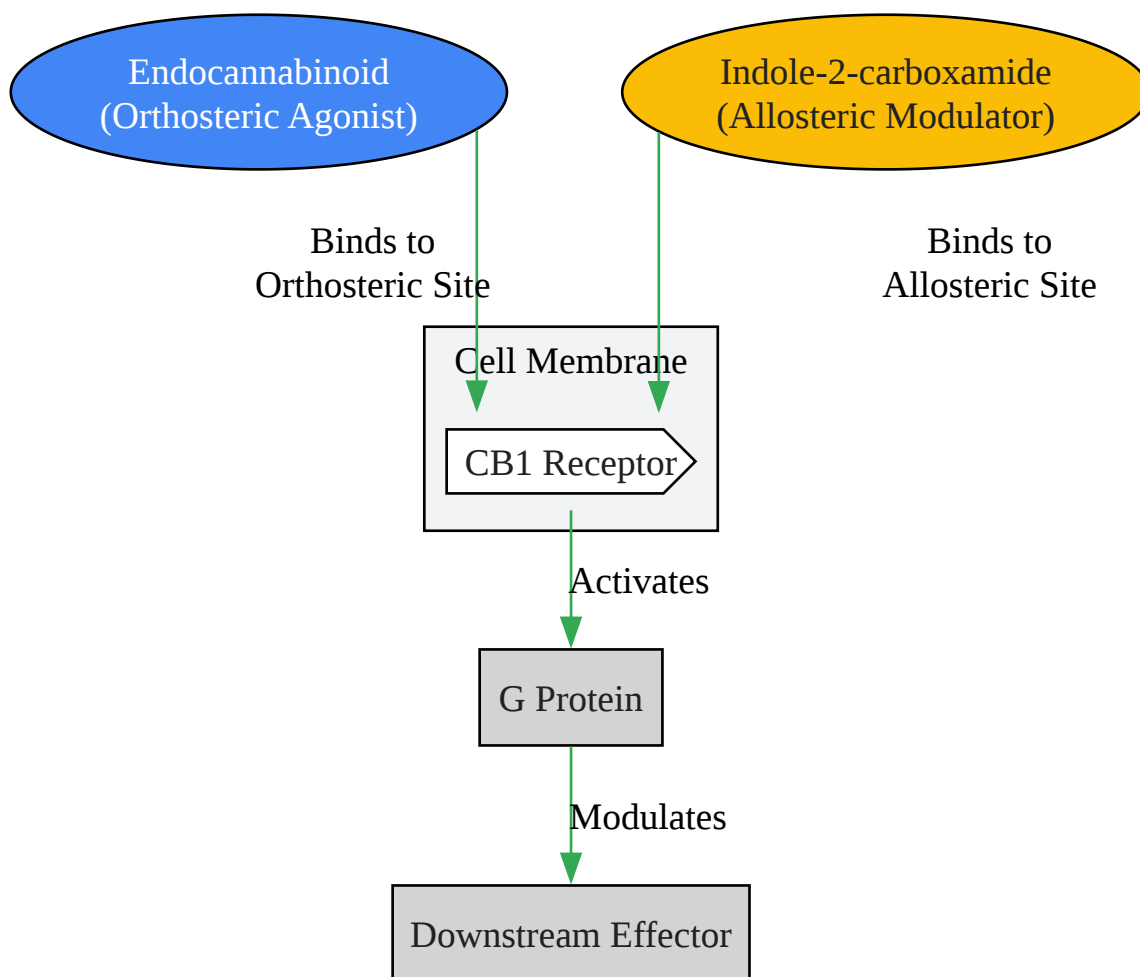 Endocannabinoid
(Orthosteric Agonist)
Indole-2-carboxamide
(Allosteric Modulator)
Binds to
Orthosteric Site
Binds to
Allosteric Site
Cell Membrane
CB1 Receptor
Activates
G Protein
Modulates
Downstream Effector